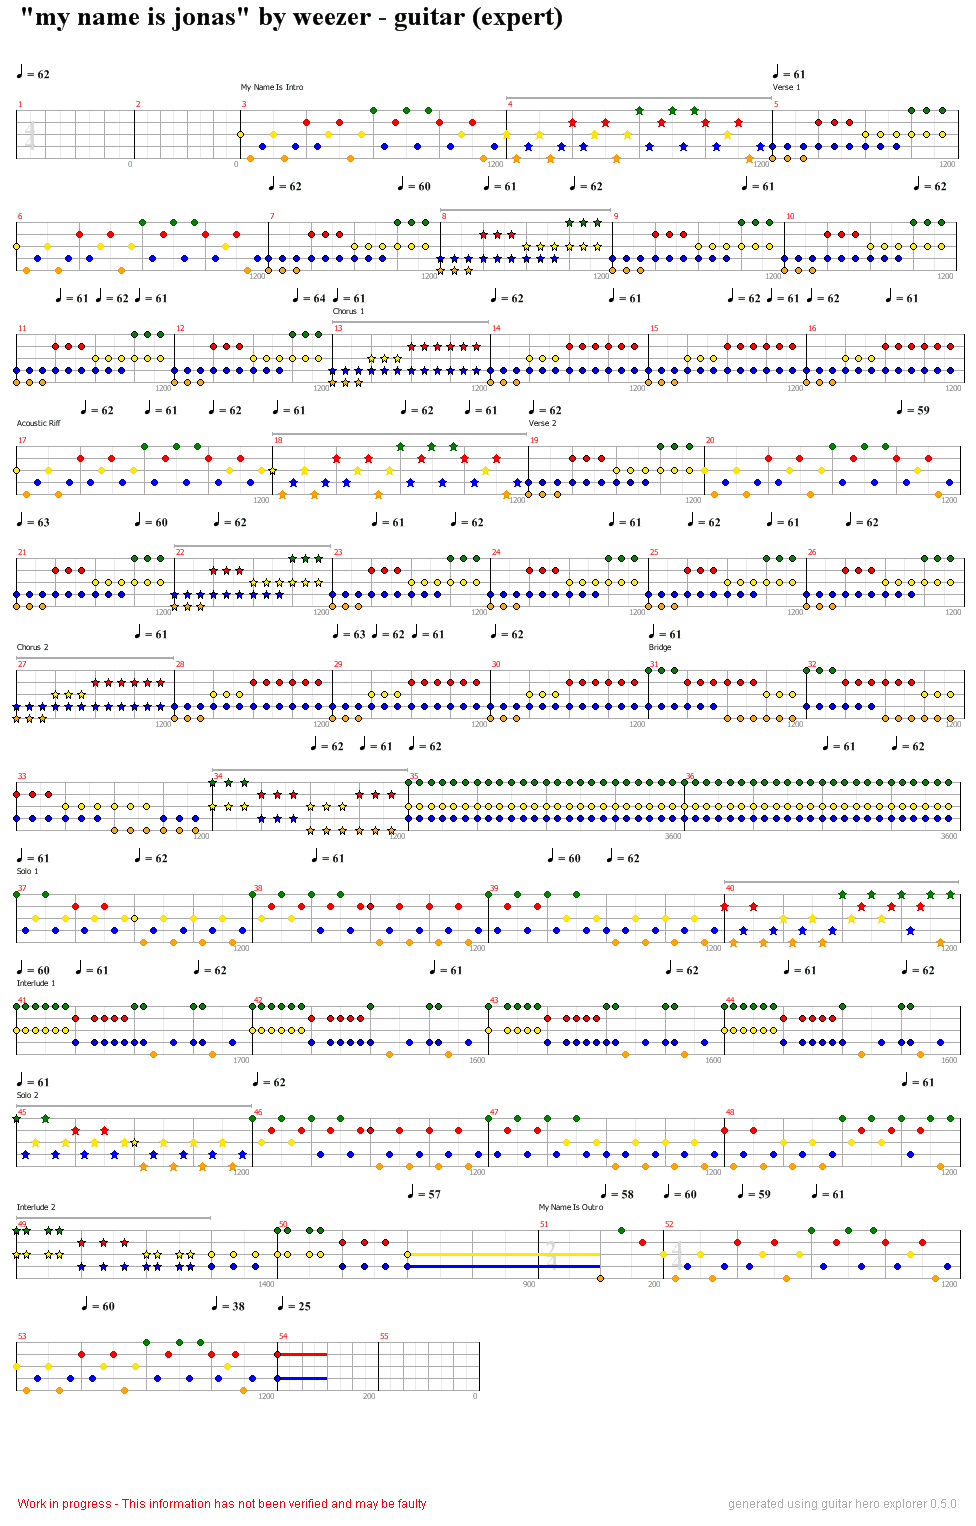 "my name is jonas" by weezer - guitar (expert)
= 62 = 61
My Name Is Intro Verse 1
1 2 3 4 5
4
4
0 0 1200 1200 1200
= 62 = 60 = 61 = 62 = 61 = 62
6 7 8 9 10
1200 1200 1200 1200 1200
= 61 = 62 = 61 = 64 = 61 = 62 = 61 = 62 = 61 = 62 = 61
Chorus 1
11 12 13 14 15 16
1200 1200 1200 1200 1200 1200
= 62 = 61 = 62 = 61 = 62 = 61 = 62 = 59
Acoustic Riff Verse 2
17 18 19 20
1200 1200 1200 1200
= 63 = 60 = 62 = 61 = 62 = 61 = 62 = 61 = 62
21 22 23 24 25 26
1200 1200 1200 1200 1200 1200
= 61 = 63 = 62 = 61 = 62 = 61
Chorus 2 Bridge
27 28 29 30 31 32
1200 1200 1200 1200 1200 1200
= 62 = 61 = 62 = 61 = 62
33 34 35 36
1200 1200 3600 3600
= 61 = 62 = 61 = 60 = 62
Solo 1
37 38 39 40
1200 1200 1200 1200
= 60 = 61 = 62 = 61 = 62 = 61 = 62
Interlude 1
41 42 43 44
1700 1600 1600 1600
= 61 = 62 = 61
Solo 2
45 46 47 48
1200 1200 1200 1200
= 57 = 58 = 60 = 59 = 61
Interlude 2 My Name Is Outro
49 50 51 52
2 4
4 4
1400 900 200 1200
= 60 = 38 = 25
53 54 55
1200 200 0
Work in progress - This information has not been verified and may be faulty
generated using guitar hero explorer 0.5.0